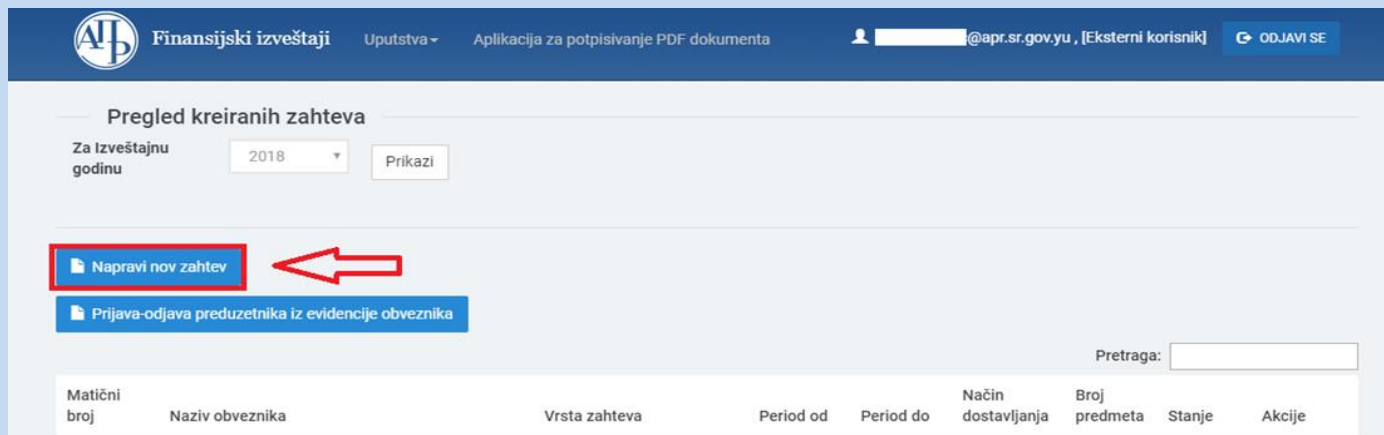 АПР Finansijski izveštaji Uputstva Aplikacija za potpisivanje PDF dokumenta @apr.sr.gov.yu , [Eksterni korisnik] ODJAVI SE
Pregled kreiranih zahteva
Za Izveštajnu
godinu
2018
Prikazi
Napravi nov zahtev
Prijava-odjava preduzetnika iz evidencije obveznika
Pretraga:
Matični
broj
Naziv obveznika
Vrsta zahteva
Period od
Period do
Način
dostavljanja
Broj
predmeta
Stanje
Akcije